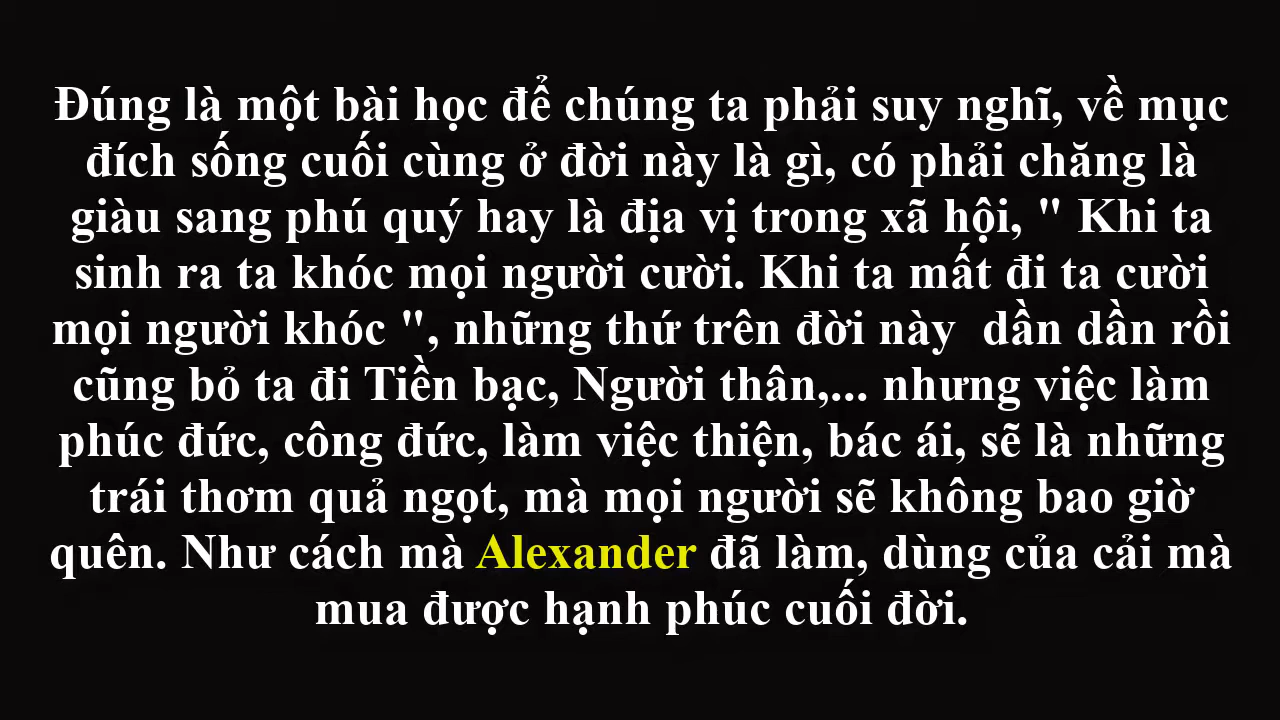 Đúng là một bài học để chúng ta phải suy nghĩ, về mục
đích sống cuối cùng ở đời này là gì, có phải chăng là
giàu sang phú quý hay là địa vị trong xã hội, " Khi ta
sinh ra ta khóc mọi người cười. Khi ta mất đi ta cười
mọi người khóc ", những thứ trên đời này  dần dần rồi
cũng bỏ ta đi Tiền bạc, Người thân,... nhưng việc làm
phúc đức, công đức, làm việc thiện, bác ái, sẽ là những
trái thơm quả ngọt, mà mọi người sẽ không bao giờ
quên. Như cách mà Alexander đã làm, dùng của cải mà
mua được hạnh phúc cuối đời.